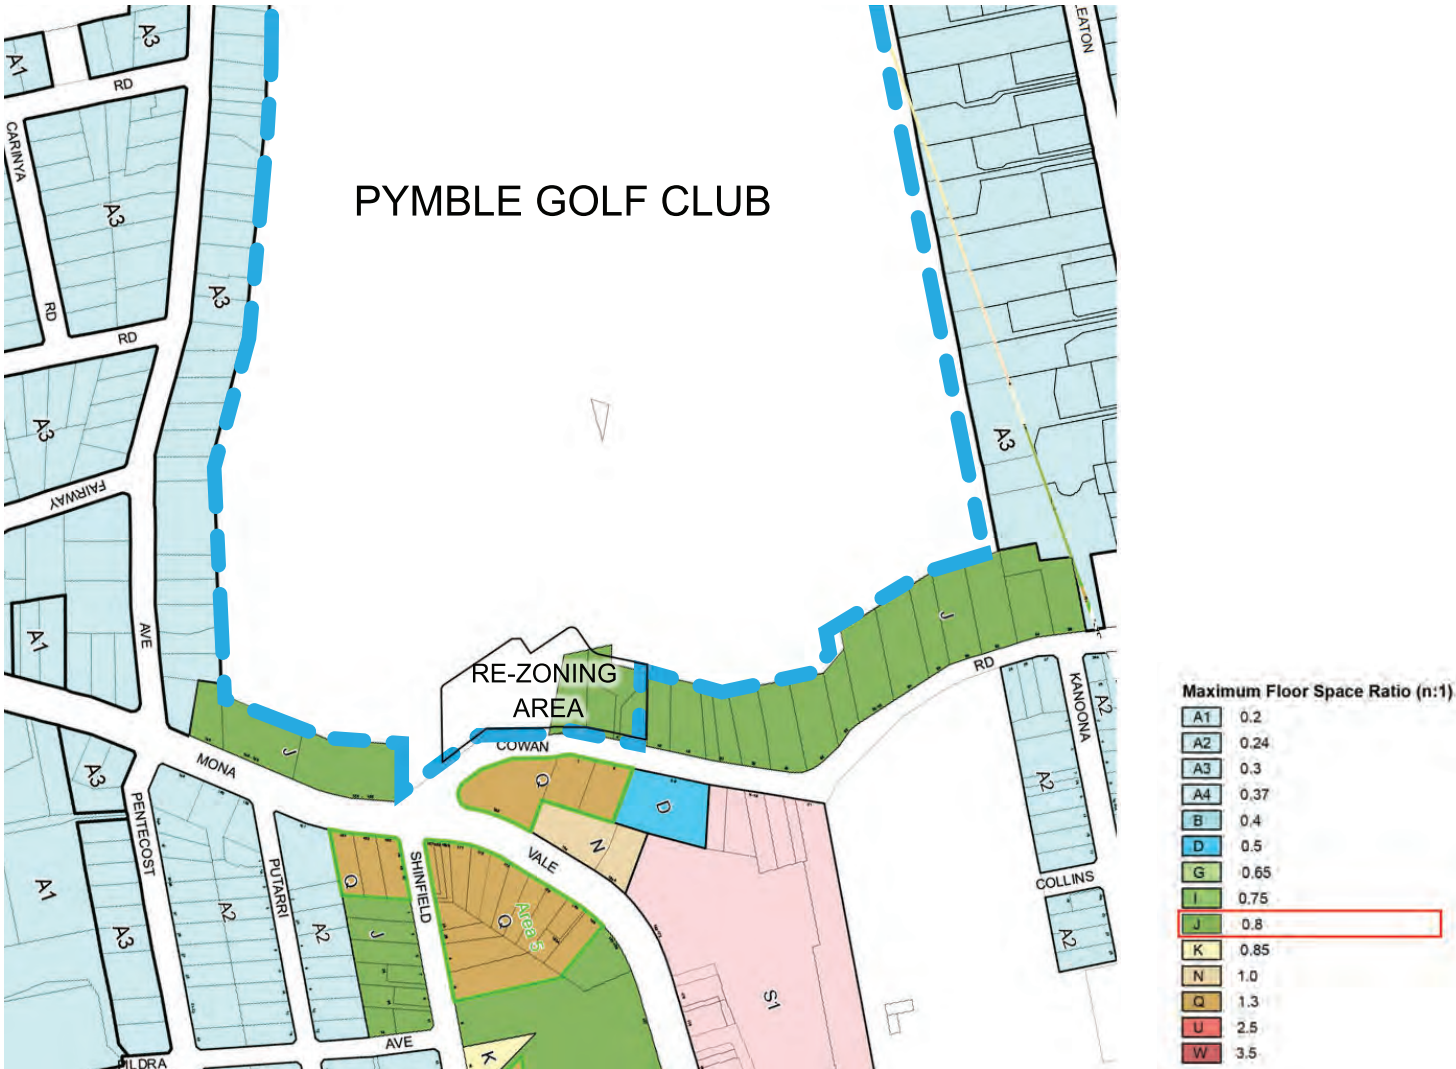 A3
A1
RD
CARINYA
A3
RD
RD
A3
A3
FAIRWAY
A1
AVE
EATON
PYMBLE GOLF CLUB
A3
RE-ZONING
AREA
J
J
COWAN
RD
MONA
A3
PENTECOST
A1
A3
A2
PUTARRI
A2
Q
J
SHINFIELD
Q
Area 5
Q
N
D
VALE
S1
K
AVE
ILDRA
A2
KANOONA
A2
COLLINS
A2
Maximum Floor Space Ratio (n:1)
A1 0.2
A2 0.24
A3 0.3
A4 0.37
B 0.4
D 0.5
G 0.65
I 0.75
J 0.8
K 0.85
N 1.0
Q 1.3
U 2.5
W 3.5